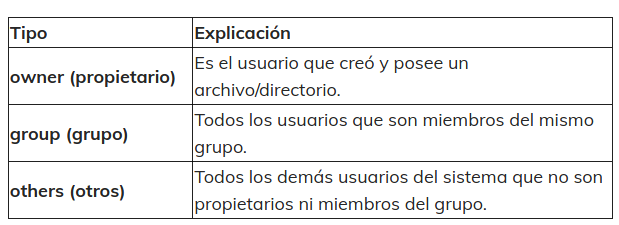 Tipo Explicación
owner (propietario) Es el usuario que creó y posee un
archivo/directorio.
group (grupo) Todos los usuarios que son miembros del mismo
grupo.
others (otros) Todos los demás usuarios del sistema que no son
propietarios ni miembros del grupo.